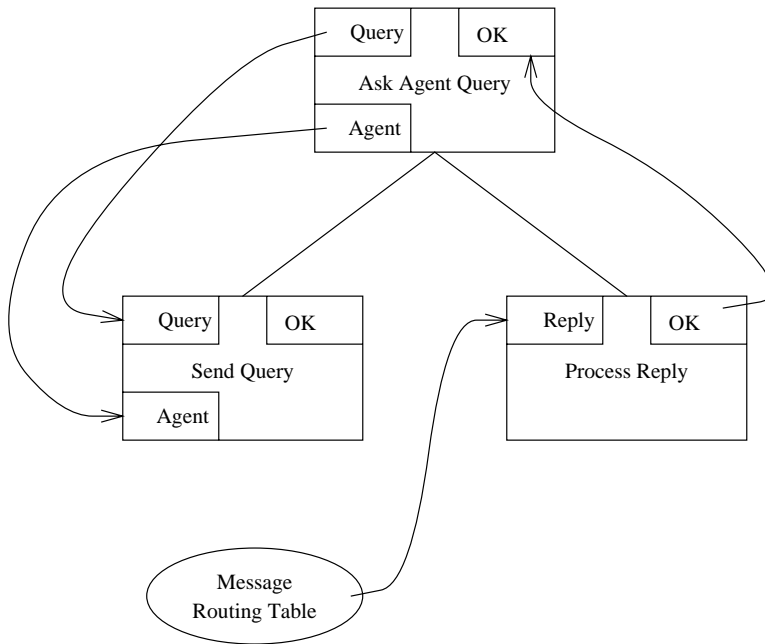 Query
OK
Ask Agent Query
Agent
Query
OK
Send Query
Agent
Reply
OK
Process Reply
Message
Routing Table